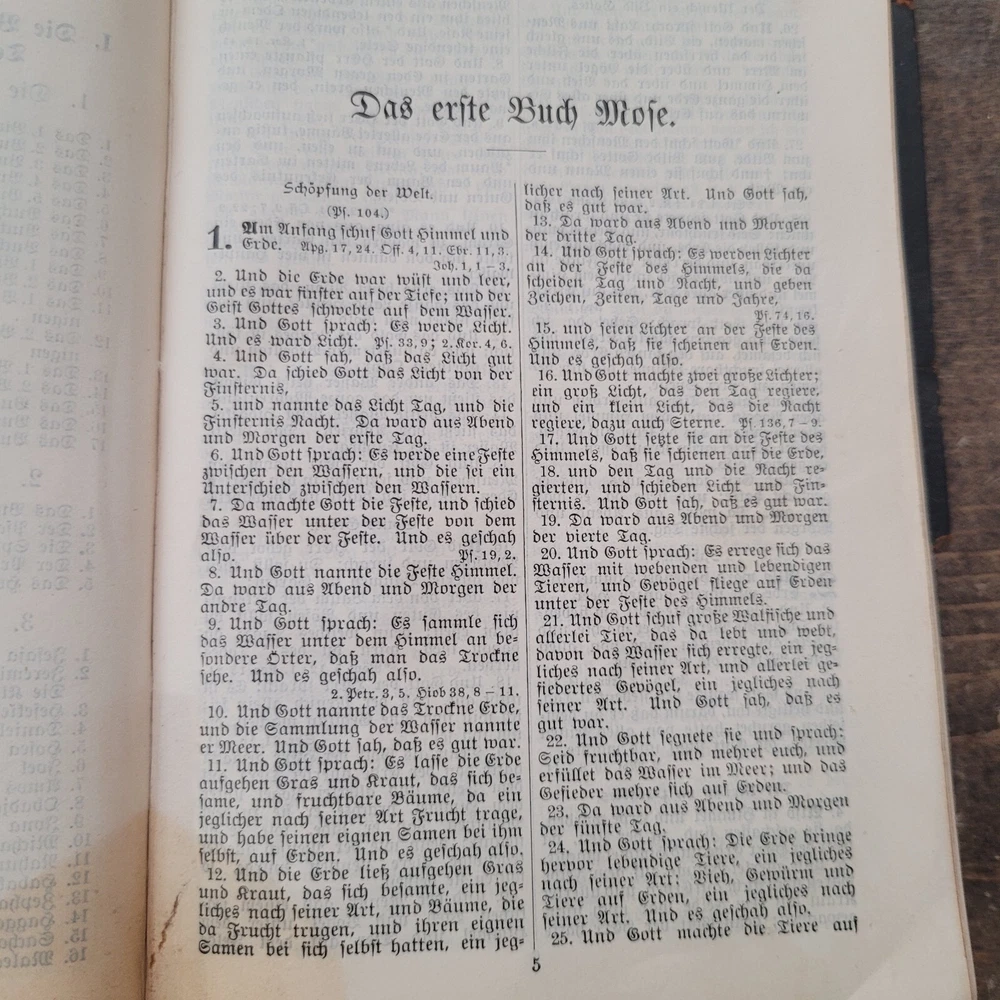 Das erste Buch Mose.
Schöpfung der Welt.
(Ps. 104.)
1. Am Anfang schuf Gott Himmel und
Erde. Apg. 17, 24. Off. 4, 11. Ebr. 11, 3.
Joh. 1, 1 – 3.
2. Und die Erde war wüst und leer,
und es war finster auf der Tiefe; und der
Geist Gottes schwebte auf dem Wasser.
3. Und Gott sprach: Es werde Licht.
Und es ward Licht. Ps. 33, 9; 2. Kor. 4, 6.
4. Und Gott sah, daß das Licht gut
war. Da schied Gott das Licht von der
Finsternis,
5. und nannte das Licht Tag, und die
Finsternis Nacht. Da ward aus Abend
und Morgen der erste Tag.
6. Und Gott sprach: Es werde eine Feste
zwischen den Wassern, und die sei ein
Unterschied zwischen den Wassern.
7. Da machte Gott die Feste, und schied
das Wasser unter der Feste von dem
Wasser über der Feste. Und es geschah
also. Ps. 19, 2.
8. Und Gott nannte die Feste Himmel.
Da ward aus Abend und Morgen der
andre Tag.
9. Und Gott sprach: Es sammle sich
das Wasser unter dem Himmel an be-
sondere Örter, daß man das Trockne
sehe. Und es geschah also.
2. Petr. 3, 5. Hiob 38, 8 – 11.
10. Und Gott nannte das Trockne Erde,
und die Sammlung der Wasser nannte
er Meer. Und Gott sah, daß es gut war.
11. Und Gott sprach: Es lasse die Erde
aufgehen Gras und Kraut, das sich be-
same, und fruchtbare Bäume, da ein
jeglicher nach seiner Art Frucht trage,
und habe seinen eignen Samen bei ihm
selbst, auf Erden. Und es geschah also.
12. Und die Erde ließ aufgehen Gras
und Kraut, das sich besamte, ein jeg-
liches nach seiner Art, und Bäume, die
da Frucht trugen, und ihren eignen
Samen bei sich selbst hatten, ein jeg-
licher nach seiner Art. Und Gott sah,
daß es gut war.
13. Da ward aus Abend und Morgen
der dritte Tag.
14. Und Gott sprach: Es werden Lichter
an der Feste des Himmels, die da
scheiden Tag und Nacht, und geben
Zeichen, Zeiten, Tage und Jahre,
Ps. 74, 16.
15. und seien Lichter an der Feste des
Himmels, daß sie scheinen auf Erden.
Und es geschah also.
16. Und Gott machte zwei große Lichter;
ein groß Licht, das den Tag regiere,
und ein klein Licht, das die Nacht
regiere, dazu auch Sterne. Ps. 136, 7 – 9.
17. Und Gott setzte sie an die Feste des
Himmels, daß sie schienen auf die Erde,
18. und den Tag und die Nacht re-
gierten, und schieden Licht und Fin-
sternis. Und Gott sah, daß es gut war.
19. Da ward aus Abend und Morgen
der vierte Tag.
20. Und Gott sprach: Es errege sich das
Wasser mit webenden und lebendigen
Tieren, und Gevögel fliege auf Erden
unter der Feste des Himmels.
21. Und Gott schuf große Walfische und
allerlei Tier, das da lebt und webt,
davon das Wasser sich erregte, ein jeg-
liches nach seiner Art, und allerlei ge-
fiedertes Gevögel, ein jegliches nach
seiner Art. Und Gott sah, daß es
gut war.
22. Und Gott segnete sie und sprach:
Seid fruchtbar, und mehret euch, und
erfüllet das Wasser im Meer; und das
Gefieder mehre sich auf Erden.
23. Da ward aus Abend und Morgen
der fünfte Tag.
24. Und Gott sprach: Die Erde bringe
hervor lebendige Tiere, ein jegliches
nach seiner Art: Vieh, Gewürm und
Tiere auf Erden, ein jegliches nach
seiner Art. Und es geschah also.
25. Und Gott machte die Tiere auf
5